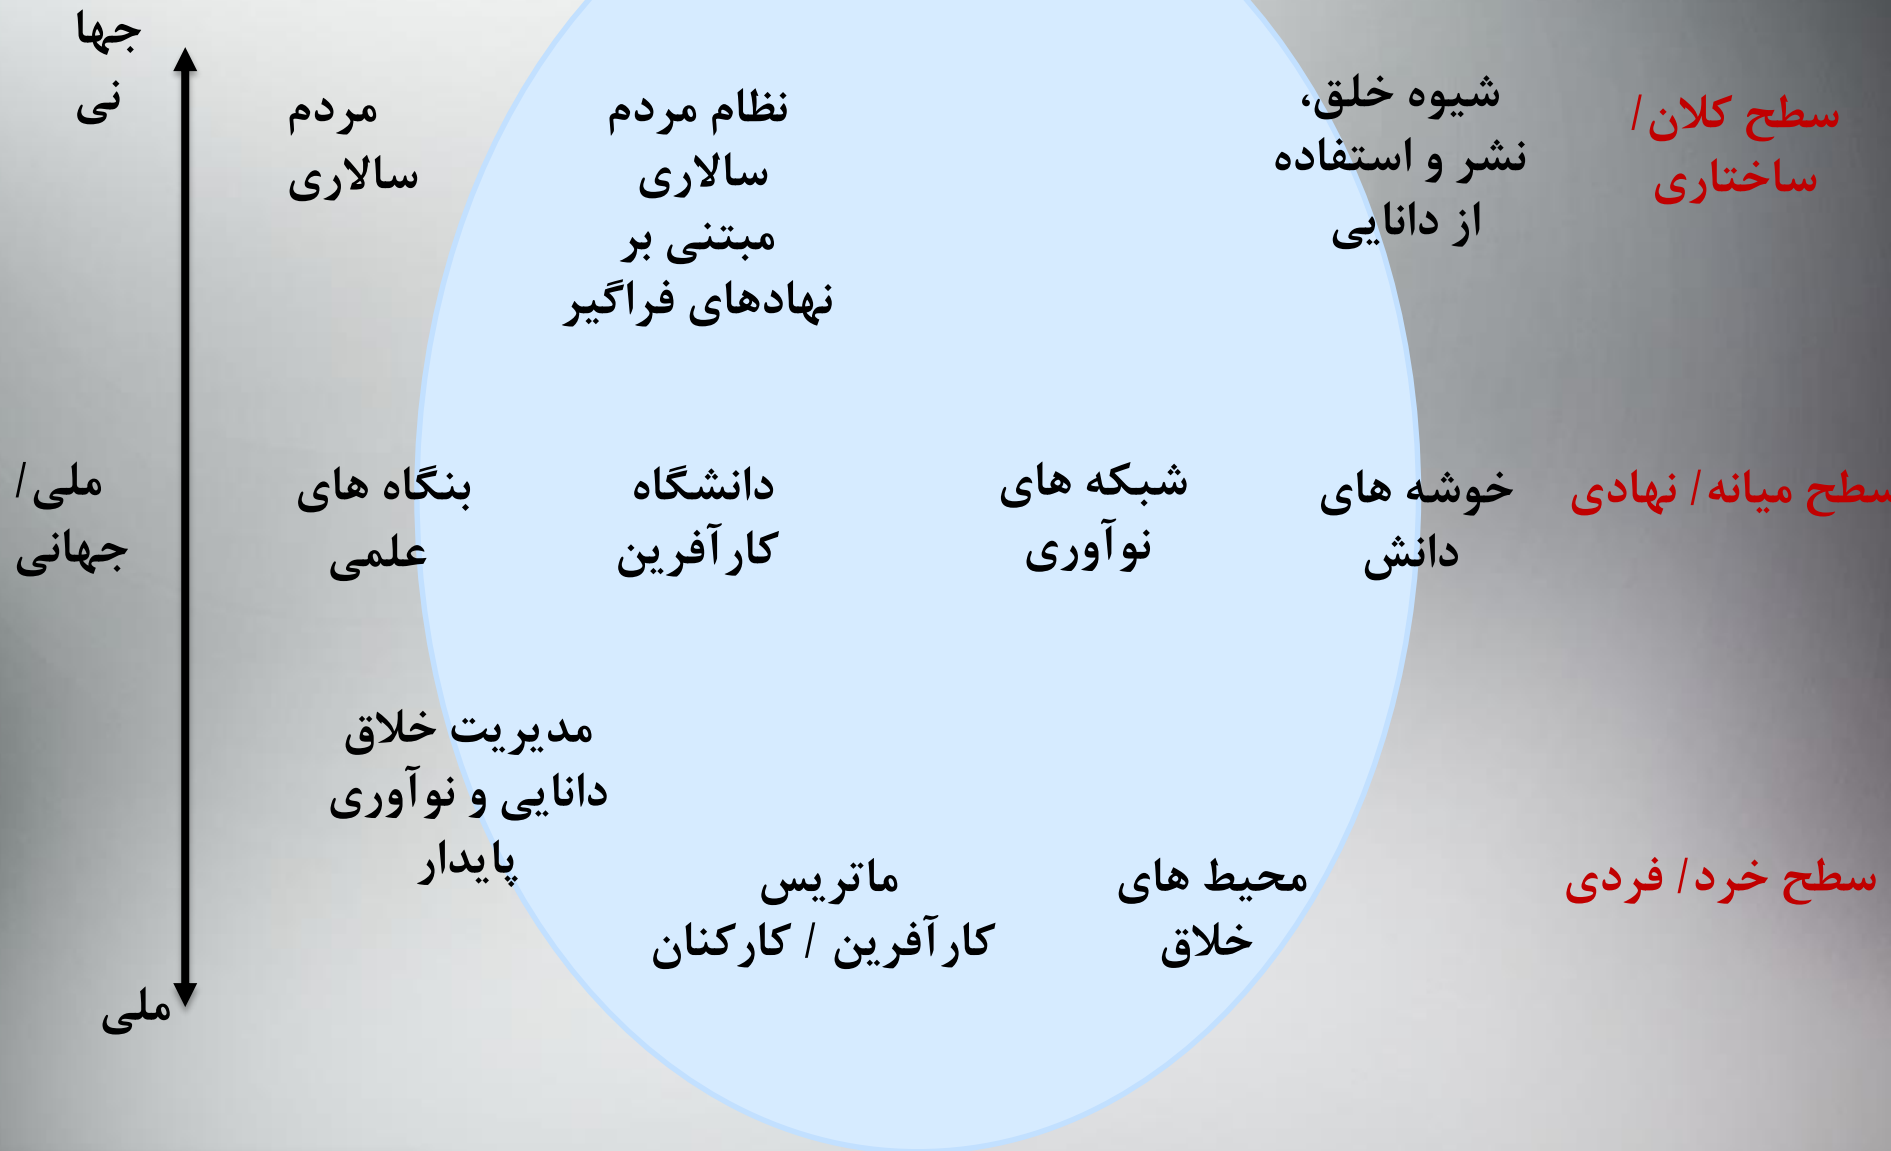 سطح کلان/
ساختاری
شیوه خلق،
نشر و استفاده
از دانایی
نظام مردم
سالاری
مبتنی بر
نهادهای فراگیر
مردم
سالاری
جها
نی
سطح میانه/ نهادی
خوشه های
دانش
شبکه های
نوآوری
دانشگاه
کارآفرین
بنگاه های
علمی
ملی/
جهانی
سطح خرد/ فردی
محیط های
خلاق
ماتریس
کارآفرین / کارکنان
مدیریت خلاق
دانایی و نوآوری
پایدار
ملی